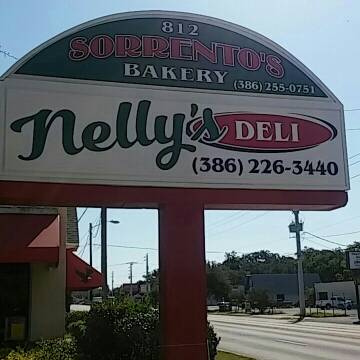 812
SORRENTO'S
BAKERY
(386) 255-0751
Nelly's DELI
(386) 226-3440